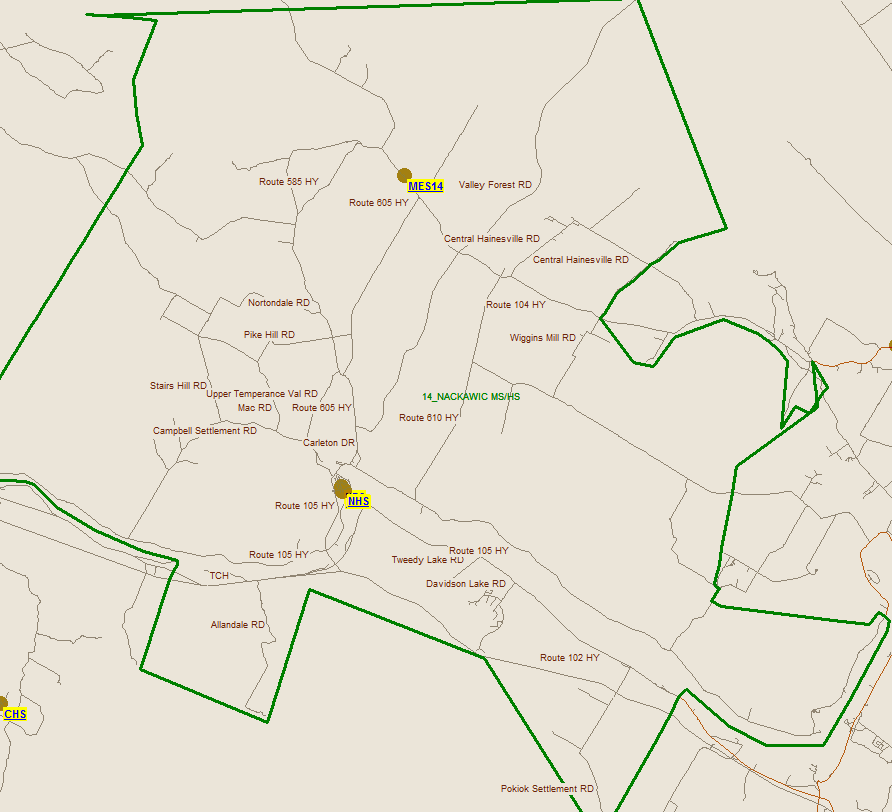 Route 585 HY
MES14
Valley Forest RD
Route 605 HY
Central Hainesville RD
Central Hainesville RD
Nortondale RD
Route 104 HY
Pike Hill RD
Wiggins Mill RD
Stairs Hill RD
Upper Temperance Val RD
14_NACKAWIC MS/HS
Mac RD
Route 605 HY
Route 610 HY
Campbell Settlement RD
Carleton DR
NHS
Route 105 HY
Route 105 HY
Route 105 HY
Tweedy Lake RD
TCH
Davidson Lake RD
Allandale RD
Route 102 HY
CHS
Pokiok Settlement RD